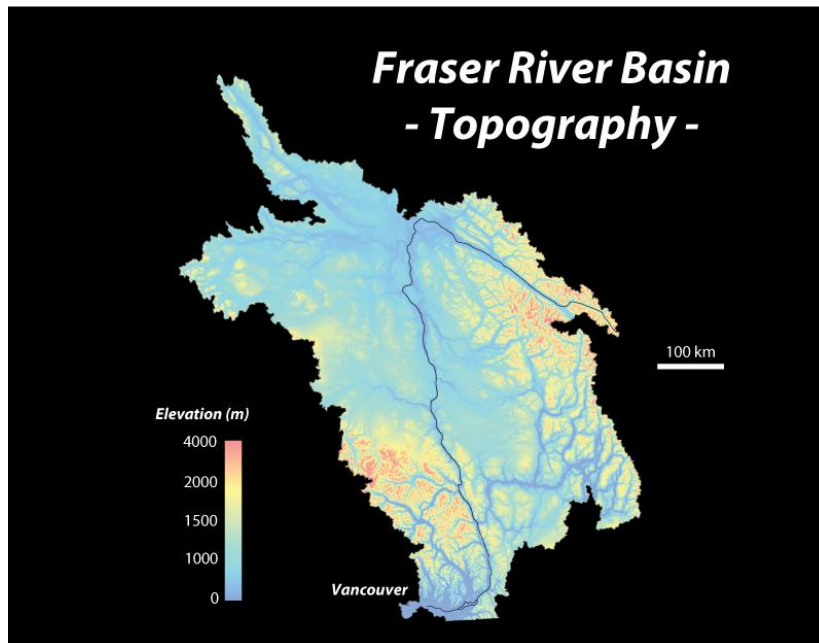 Fraser River Basin
- Topography -
100 km
Elevation (m)
4000
2000
1500
1000
0
Vancouver